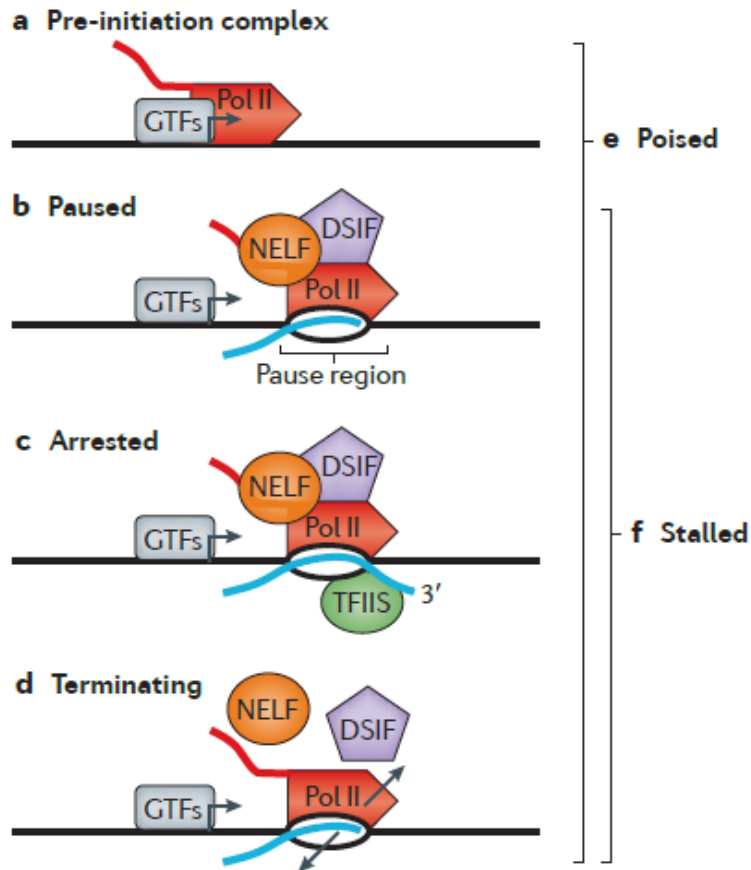 a Pre-initiation complex
Pol II
GTFs
e Poised
b Paused
DSIF
NELF
Pol II
GTFs
Pause region
c Arrested
DSIF
NELF
Pol II
GTFs
f Stalled
3′
TFIIS
d Terminating
NELF
DSIF
Pol II
GTFs